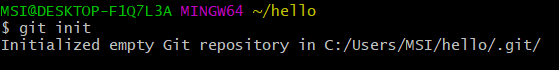 MSI@DESKTOP-F1Q7L3A MINGW64 ~/hello
$ git init
Initialized empty Git repository in C:/Users/MSI/hello/.git/